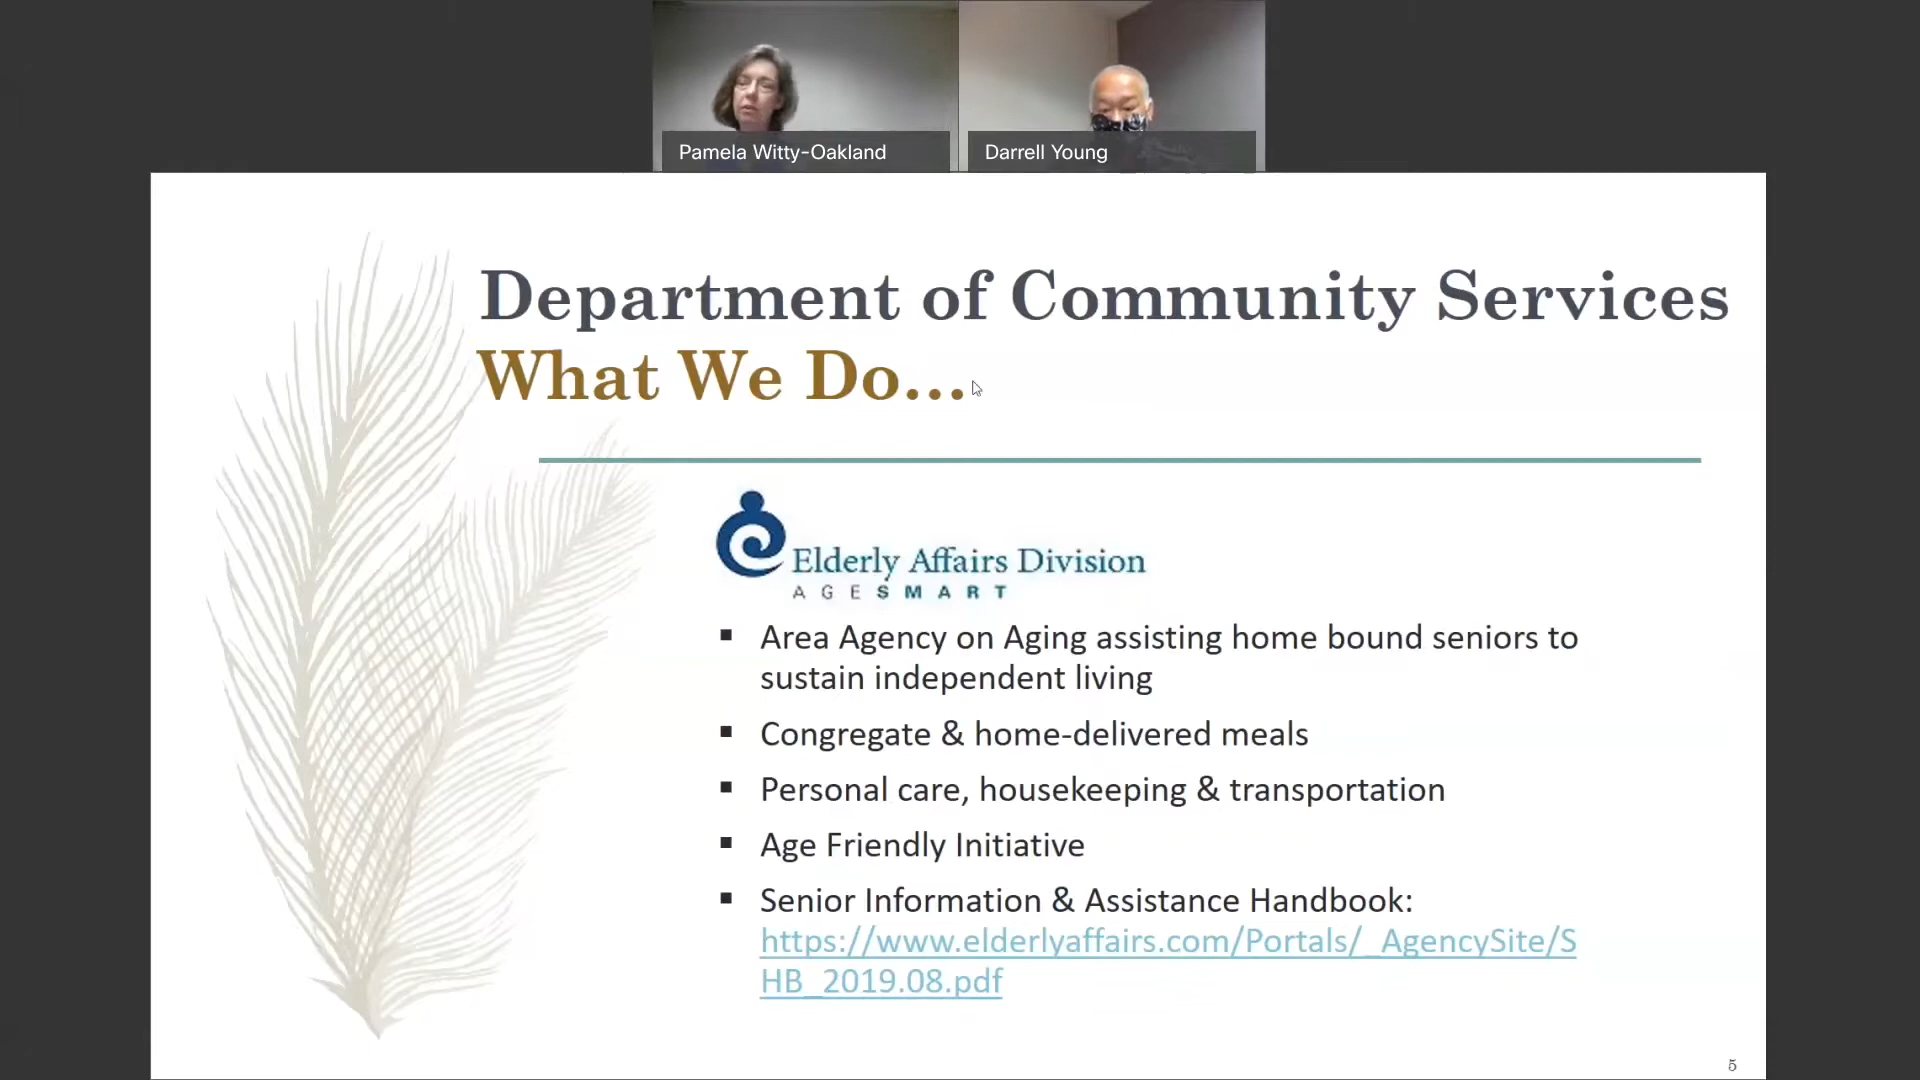 Pamela Witty-Oakland
Darrell Young
Department of Community Services
What We Do...
Elderly Affairs Division
AGESMART
▪ Area Agency on Aging assisting home bound seniors to
sustain independent living
▪ Congregate & home-delivered meals
▪ Personal care, housekeeping & transportation
▪ Age Friendly Initiative
▪ Senior Information & Assistance Handbook:
https://www.elderlyaffairs.com/Portals/_AgencySite/S
HB_2019.08.pdf
5